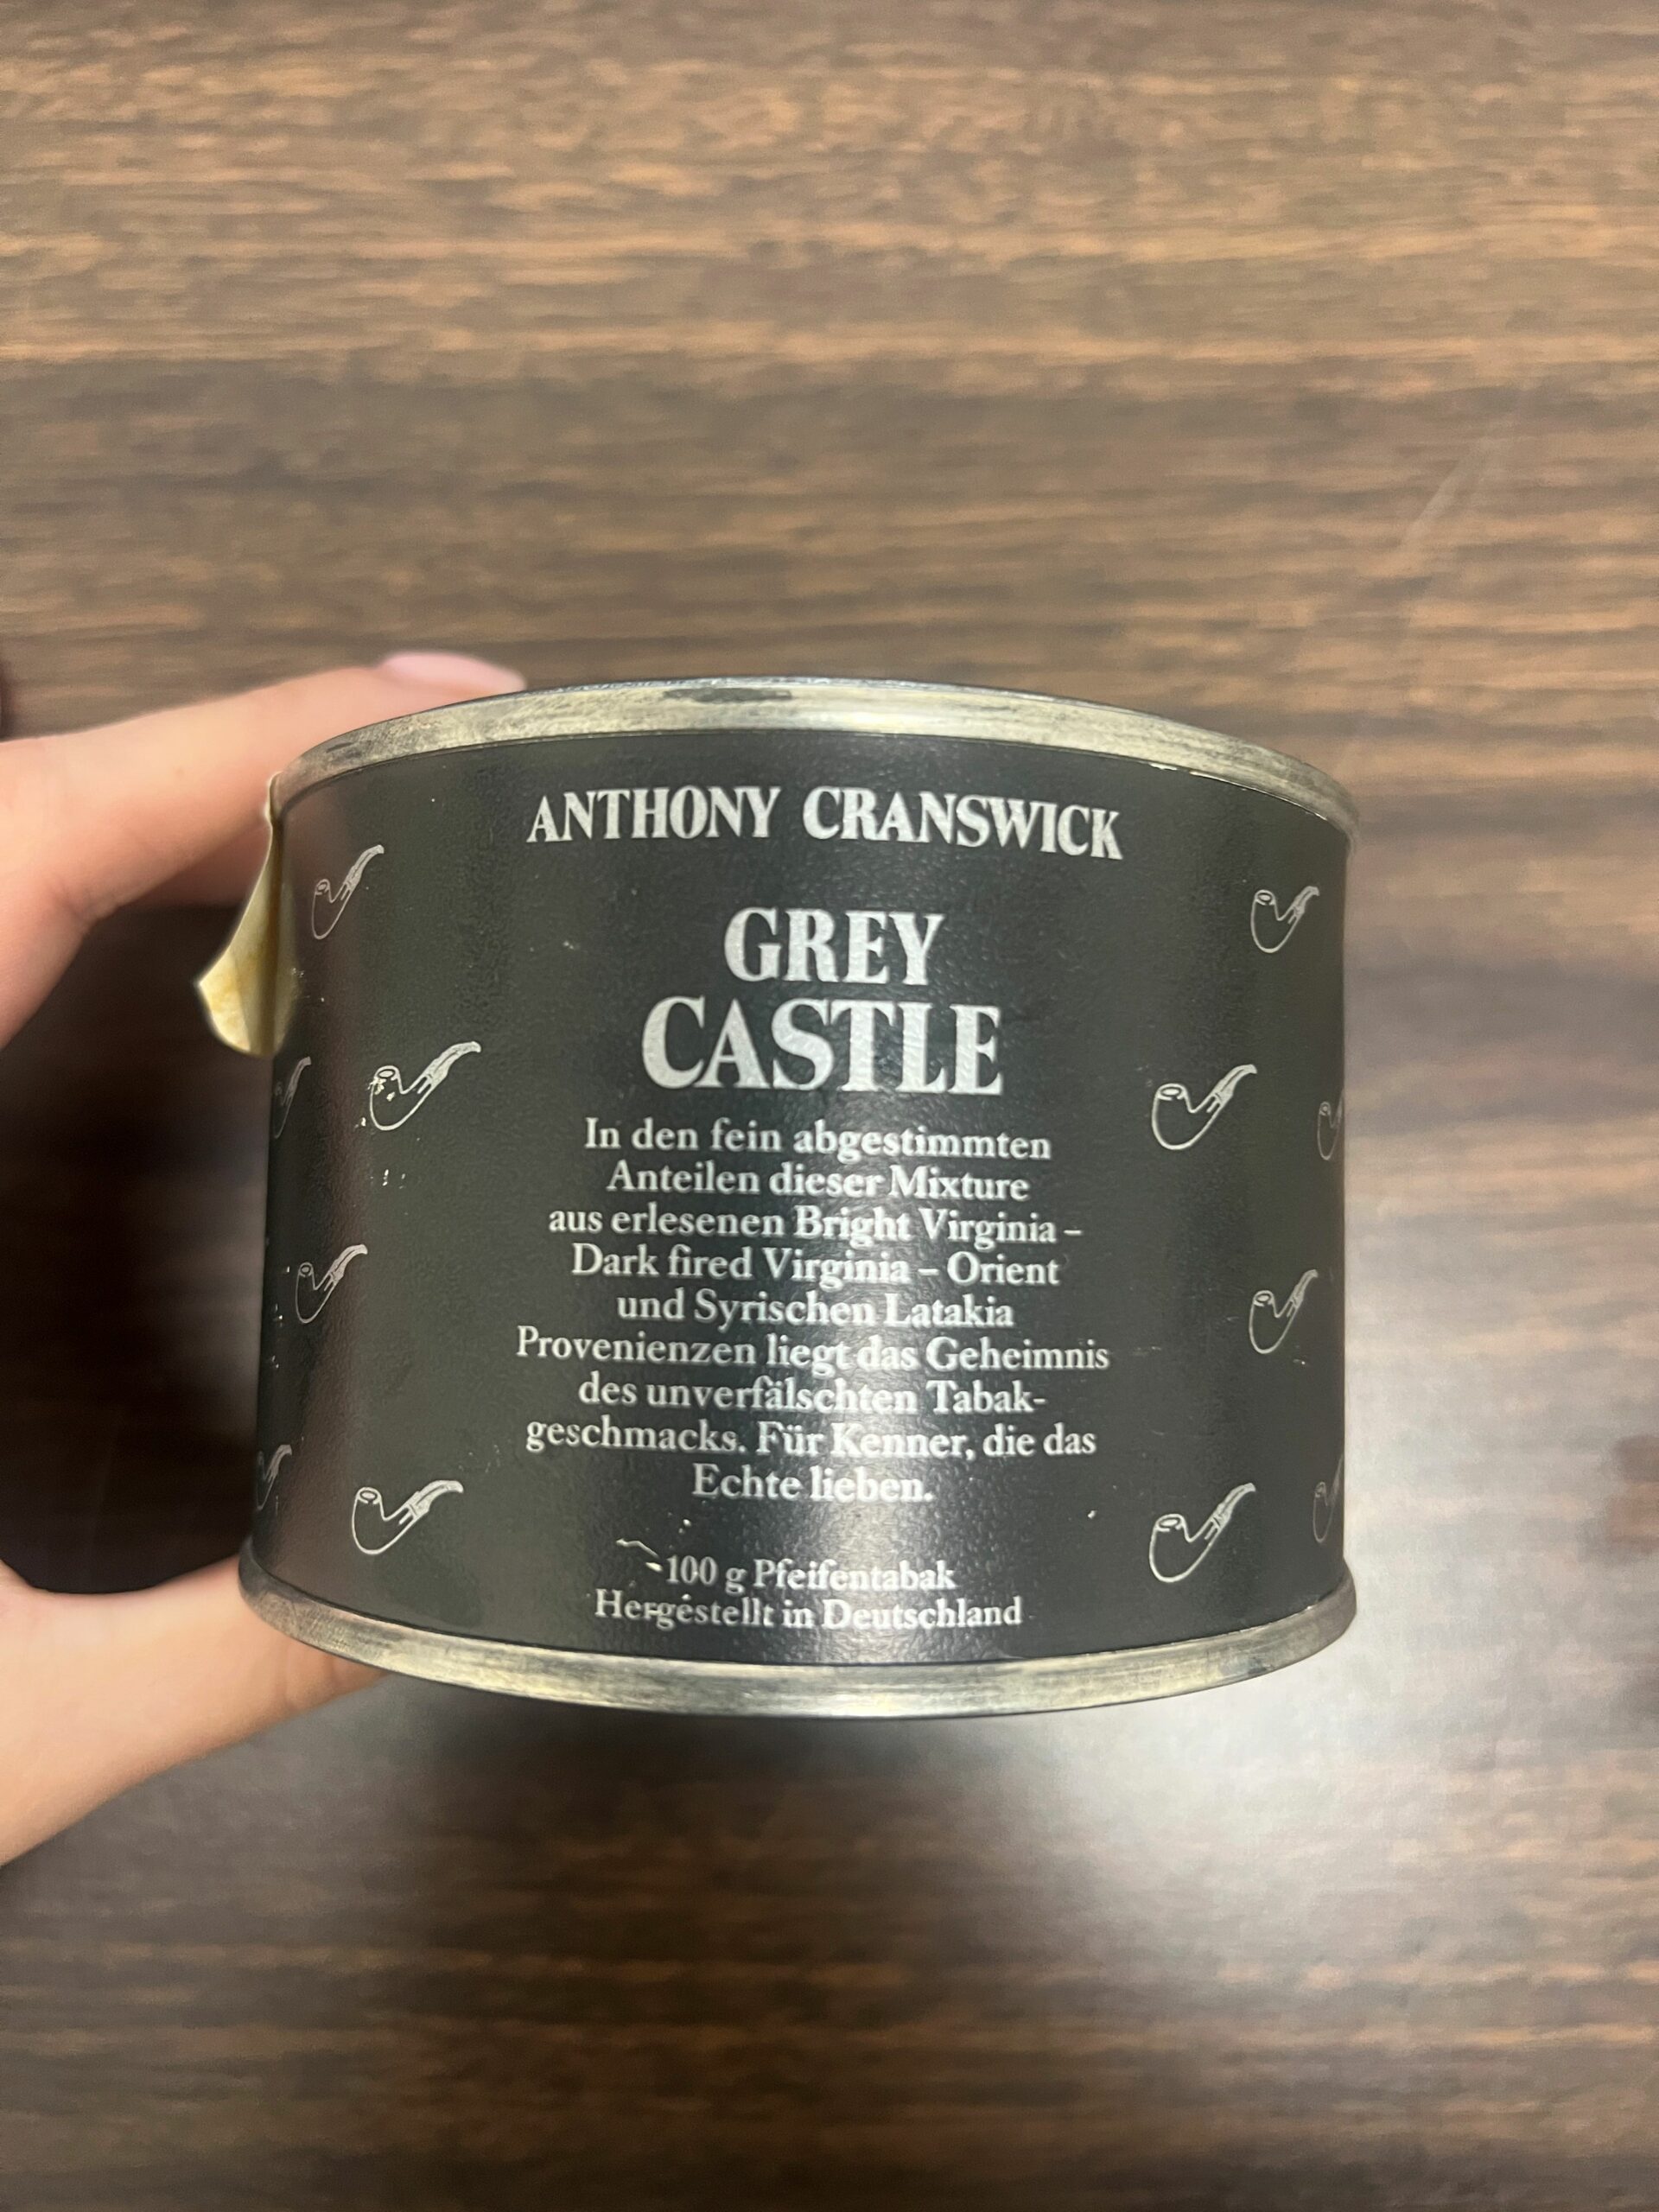 ANTHONY CRANSWICK
GREY
CASTLE
In den fein abgestimmten
Anteilen dieser Mixture
aus erlesenen Bright Virginia –
Dark fired Virginia – Orient
und Syrischen Latakia
Provenienzen liegt das Geheimnis
des unverfälschten Tabak-
geschmacks. Für Kenner, die das
Echte lieben.
100 g Pfeifentabak
Hergestellt in Deutschland